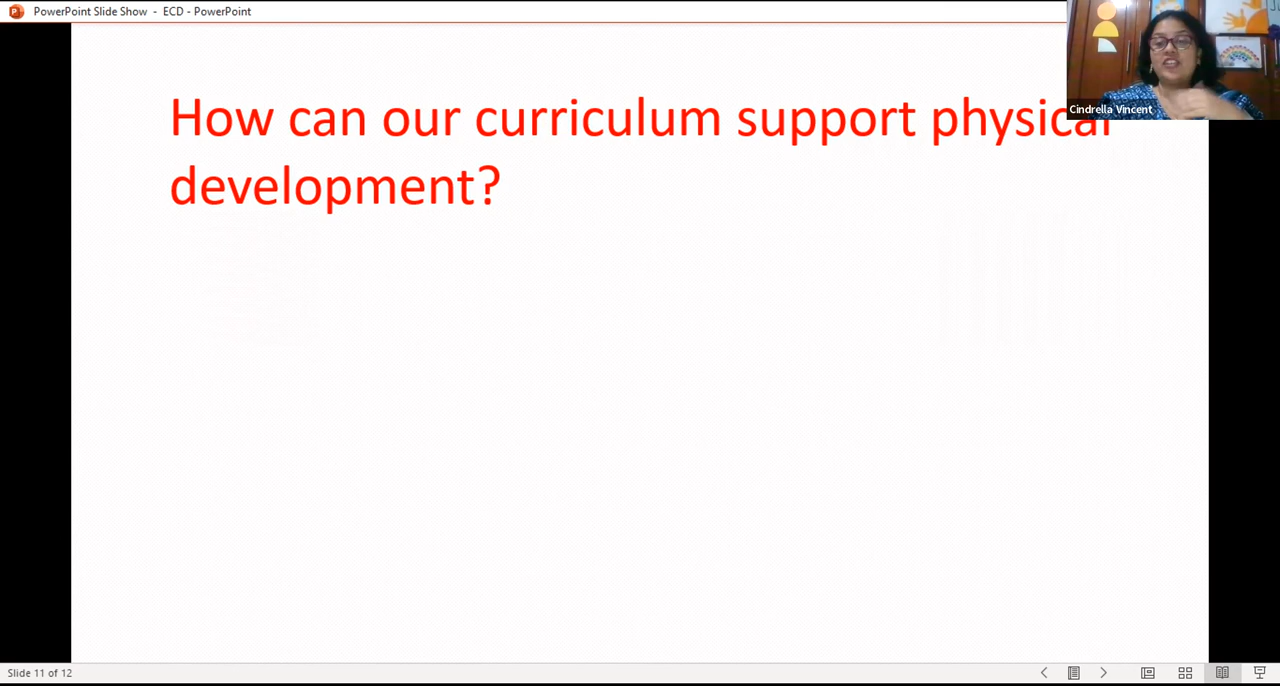 PowerPoint Slide Show - ECD - PowerPoint
Cindrella Vincent
How can our curriculum support physical
development?
Slide 11 of 12